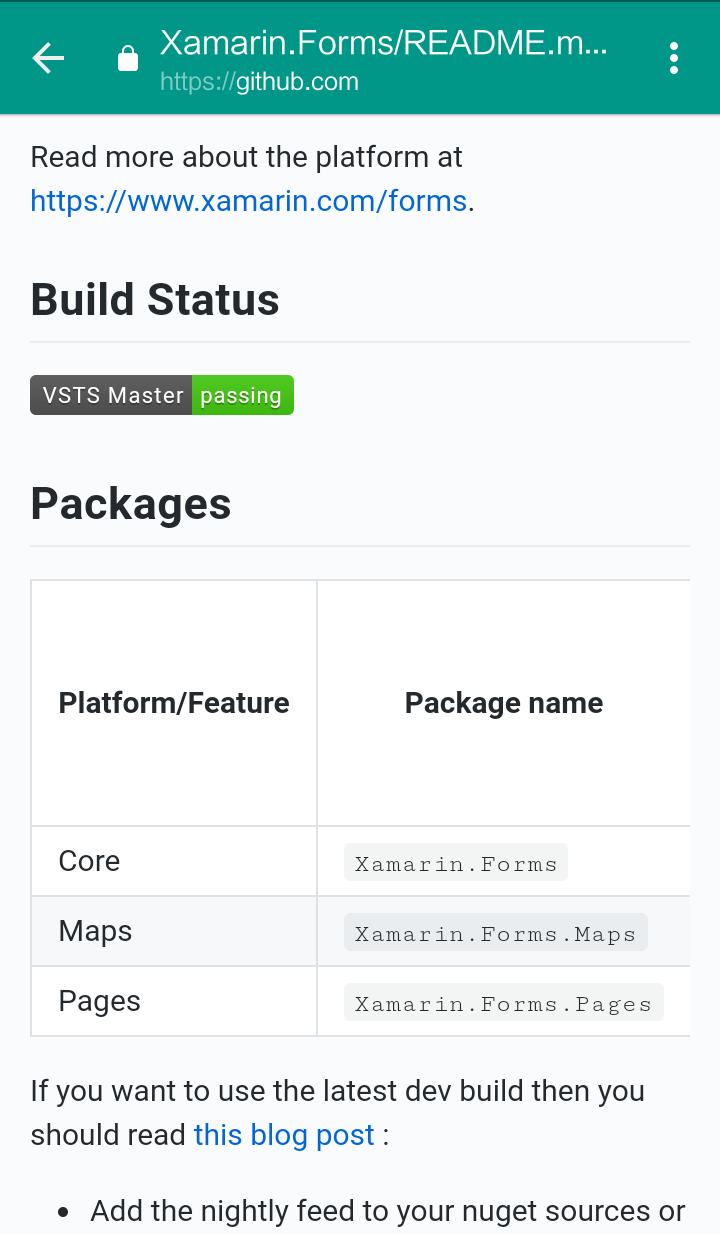 Xamarin.Forms/README.m...
https://github.com
Read more about the platform at
https://www.xamarin.com/forms.
Build Status
VSTS Master passing
Packages
Platform/Feature Package name
Core Xamarin.Forms
Maps Xamarin.Forms.Maps
Pages Xamarin.Forms.Pages
If you want to use the latest dev build then you
should read this blog post :
• Add the nightly feed to your nuget sources or